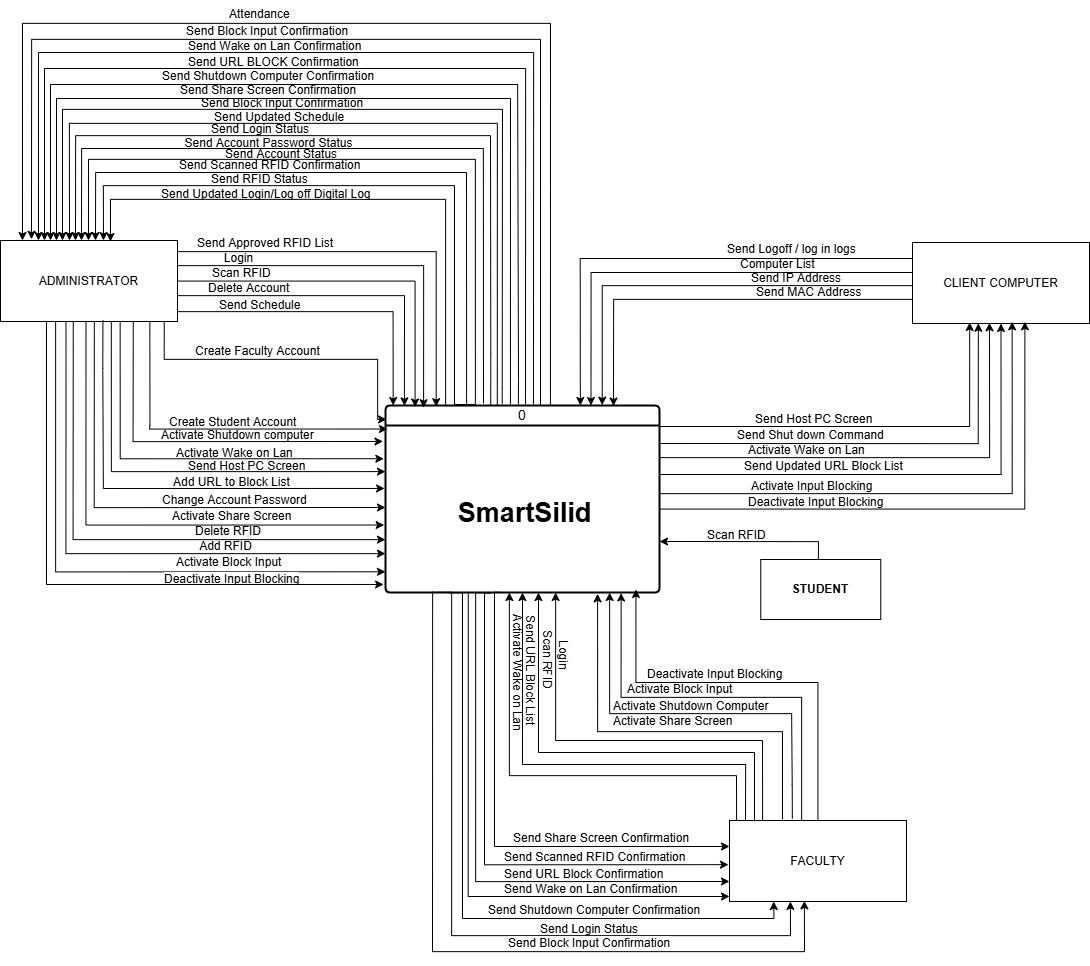 Attendance
Send Block Input Confirmation
Send Wake on Lan Confirmation
Send URL BLOCK Confirmation
Send Shutdown Computer Confirmation
Send Share Screen Confirmation
Send Block Input Confirmation
Send Updated Schedule
Send Login Status
Send Account Password Status
Send Account Status
Send Scanned RFID Confirmation
Send RFID Status
Send Updated Login/Log off Digital Log
ADMINISTRATOR
Send Approved RFID List
Login
Scan RFID
Delete Account
Send Schedule
Create Faculty Account
Create Student Account
Activate Shutdown computer
Activate Wake on Lan
Send Host PC Screen
Add URL to Block List
Change Account Password
Activate Share Screen
Delete RFID
Add RFID
Activate Block Input
Deactivate Input Blocking
0
SmartSilid
Send Logoff / log in logs
Computer List
Send IP Address
Send MAC Address
CLIENT COMPUTER
Send Host PC Screen
Send Shut down Command
Activate Wake on Lan
Send Updated URL Block List
Activate Input Blocking
Deactivate Input Blocking
Scan RFID
STUDENT
Activate Wake on Lan
Send URL Block List
Scan RFID
Login
Deactivate Input Blocking
Activate Block Input
Activate Shutdown Computer
Activate Share Screen
FACULTY
Send Share Screen Confirmation
Send Scanned RFID Confirmation
Send URL Block Confirmation
Send Wake on Lan Confirmation
Send Shutdown Computer Confirmation
Send Login Status
Send Block Input Confirmation